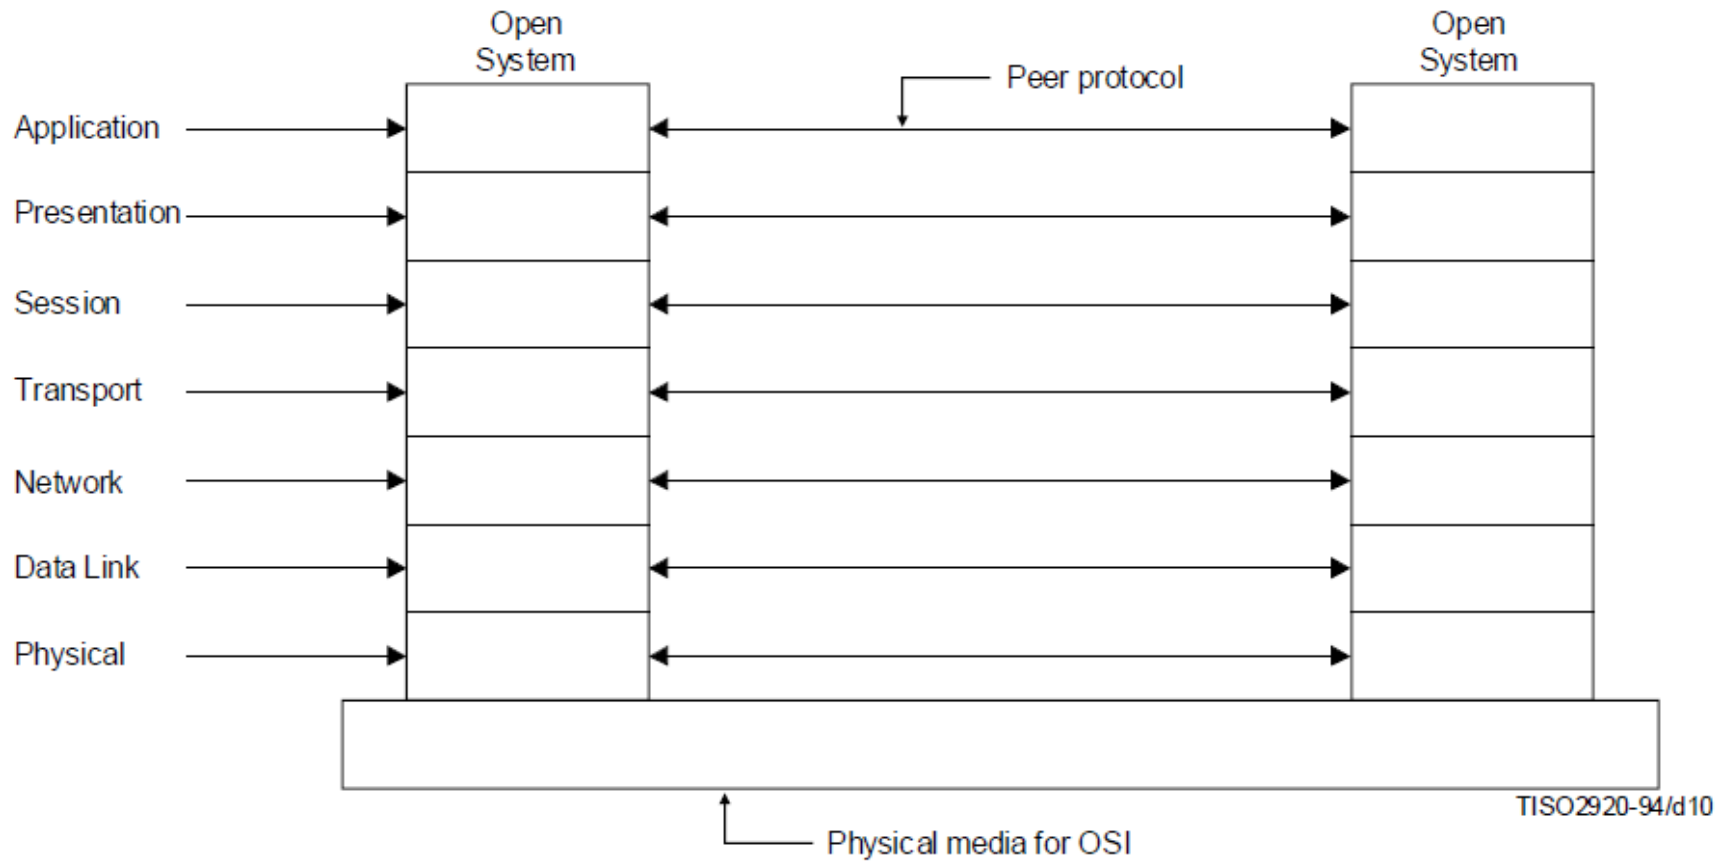 Open
System
Open
System
Peer protocol
Application
Presentation
Session
Transport
Network
Data Link
Physical
TISO2920-94/d10
Physical media for OSI